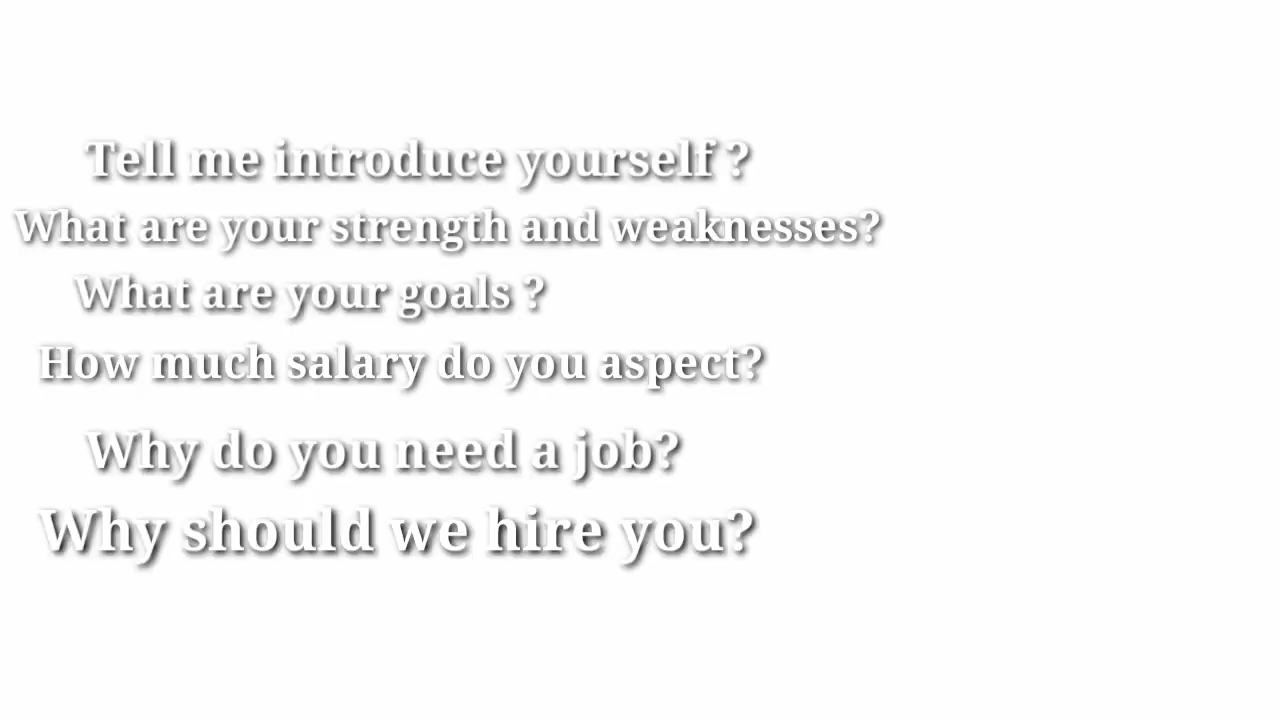 Tell me introduce yourself ?
What are your strength and weaknesses?
What are your goals ?
How much salary do you aspect?
Why do you need a job?
Why should we hire you?